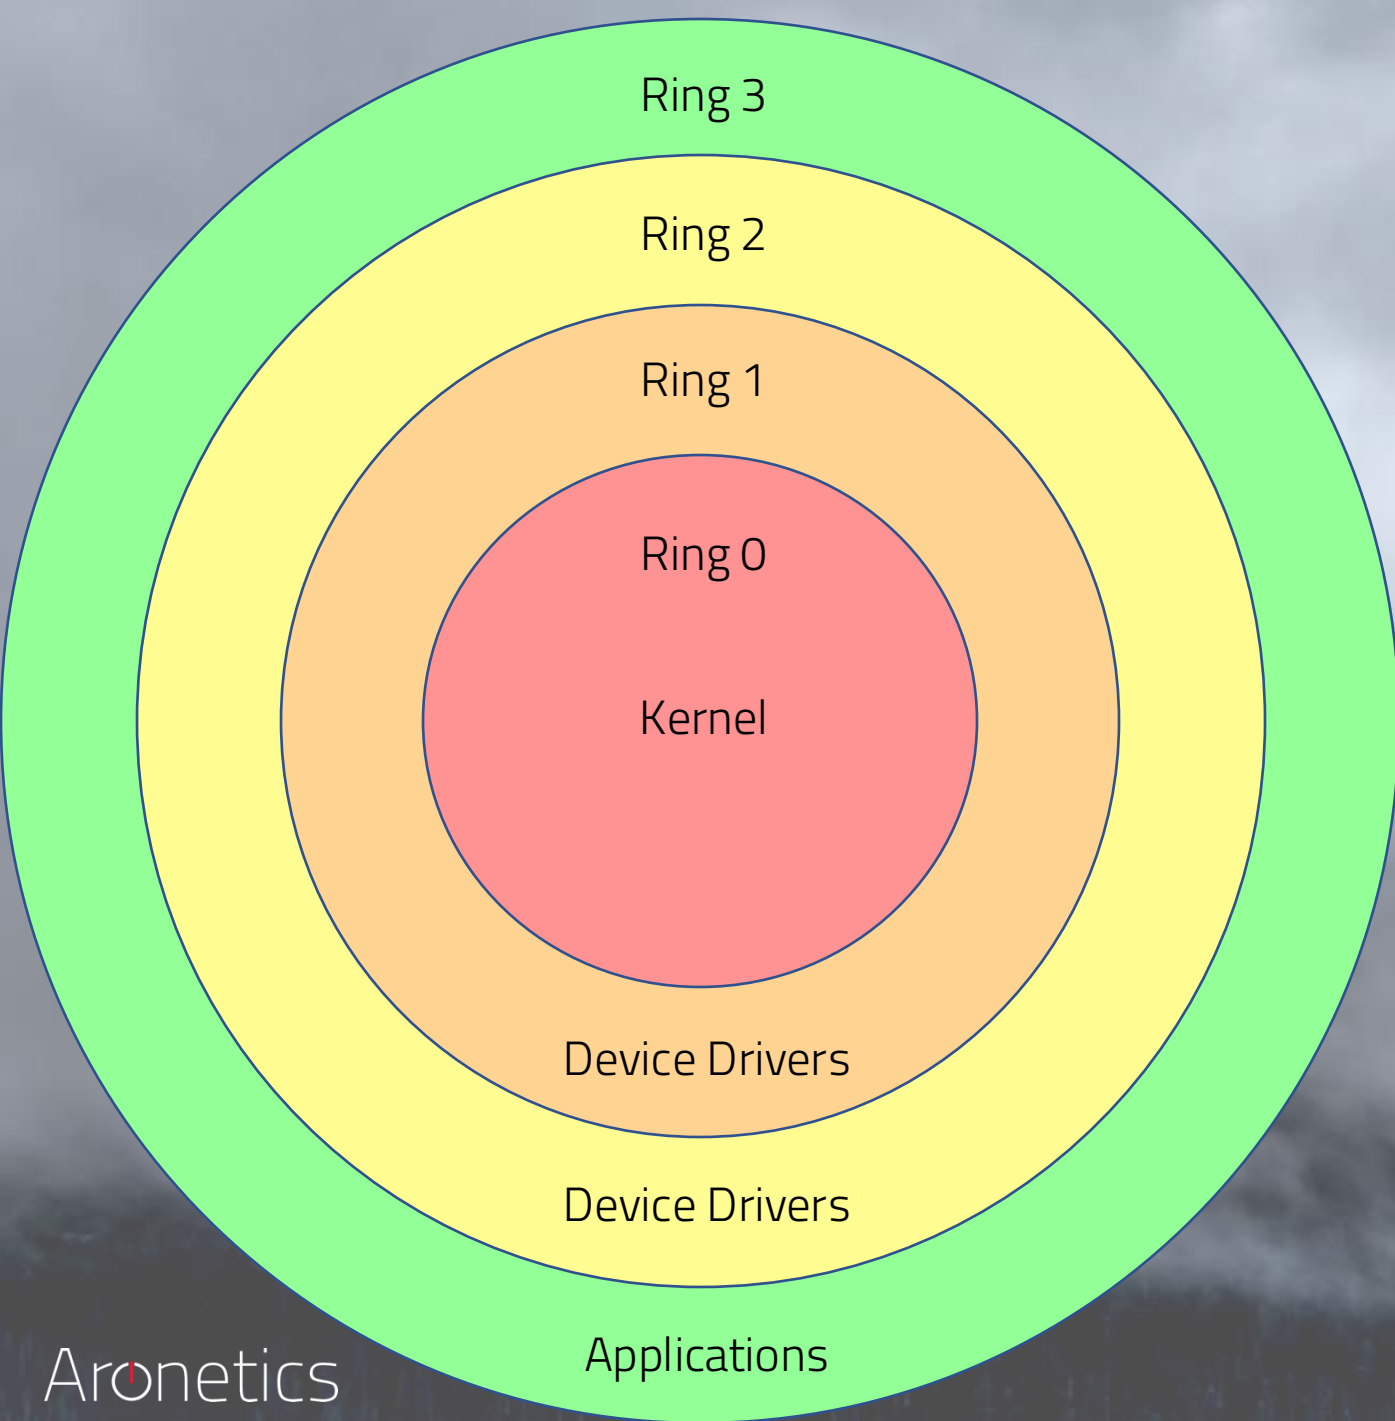 Ring 3
Ring 2
Ring 1
Ring 0
Kernel
Device Drivers
Device Drivers
Applications
Aronetics